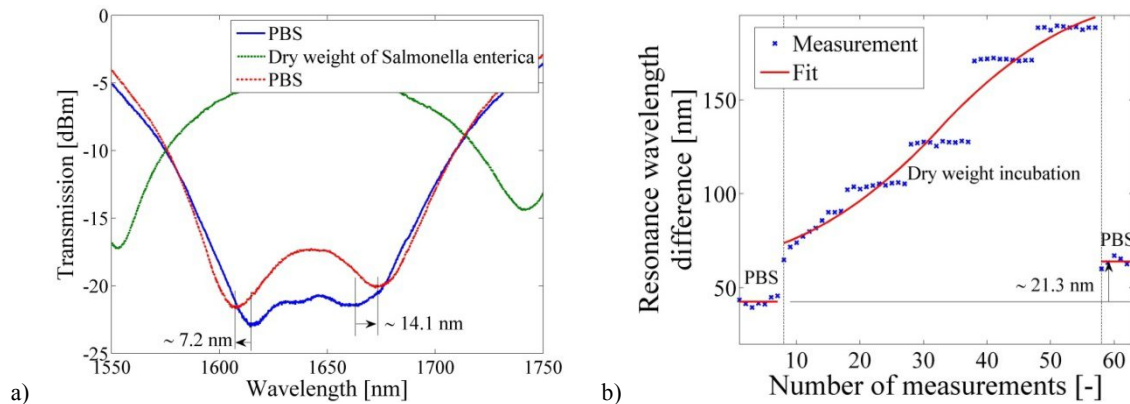 0
-5
-10
-15
-20
-25
Transmission [dBm]
PBS
Dry weight of Salmonella enterica
PBS
~ 7.2 nm
~ 14.1 nm
1550
1600
1650
1700
1750
Wavelength [nm]
a)
Resonance wavelength
difference [nm]
150
100
50
Measurement
Fit
Dry weight incubation
PBS
PBS
~ 21.3 nm
10
20
30
40
50
60
Number of measurements [-]
b)